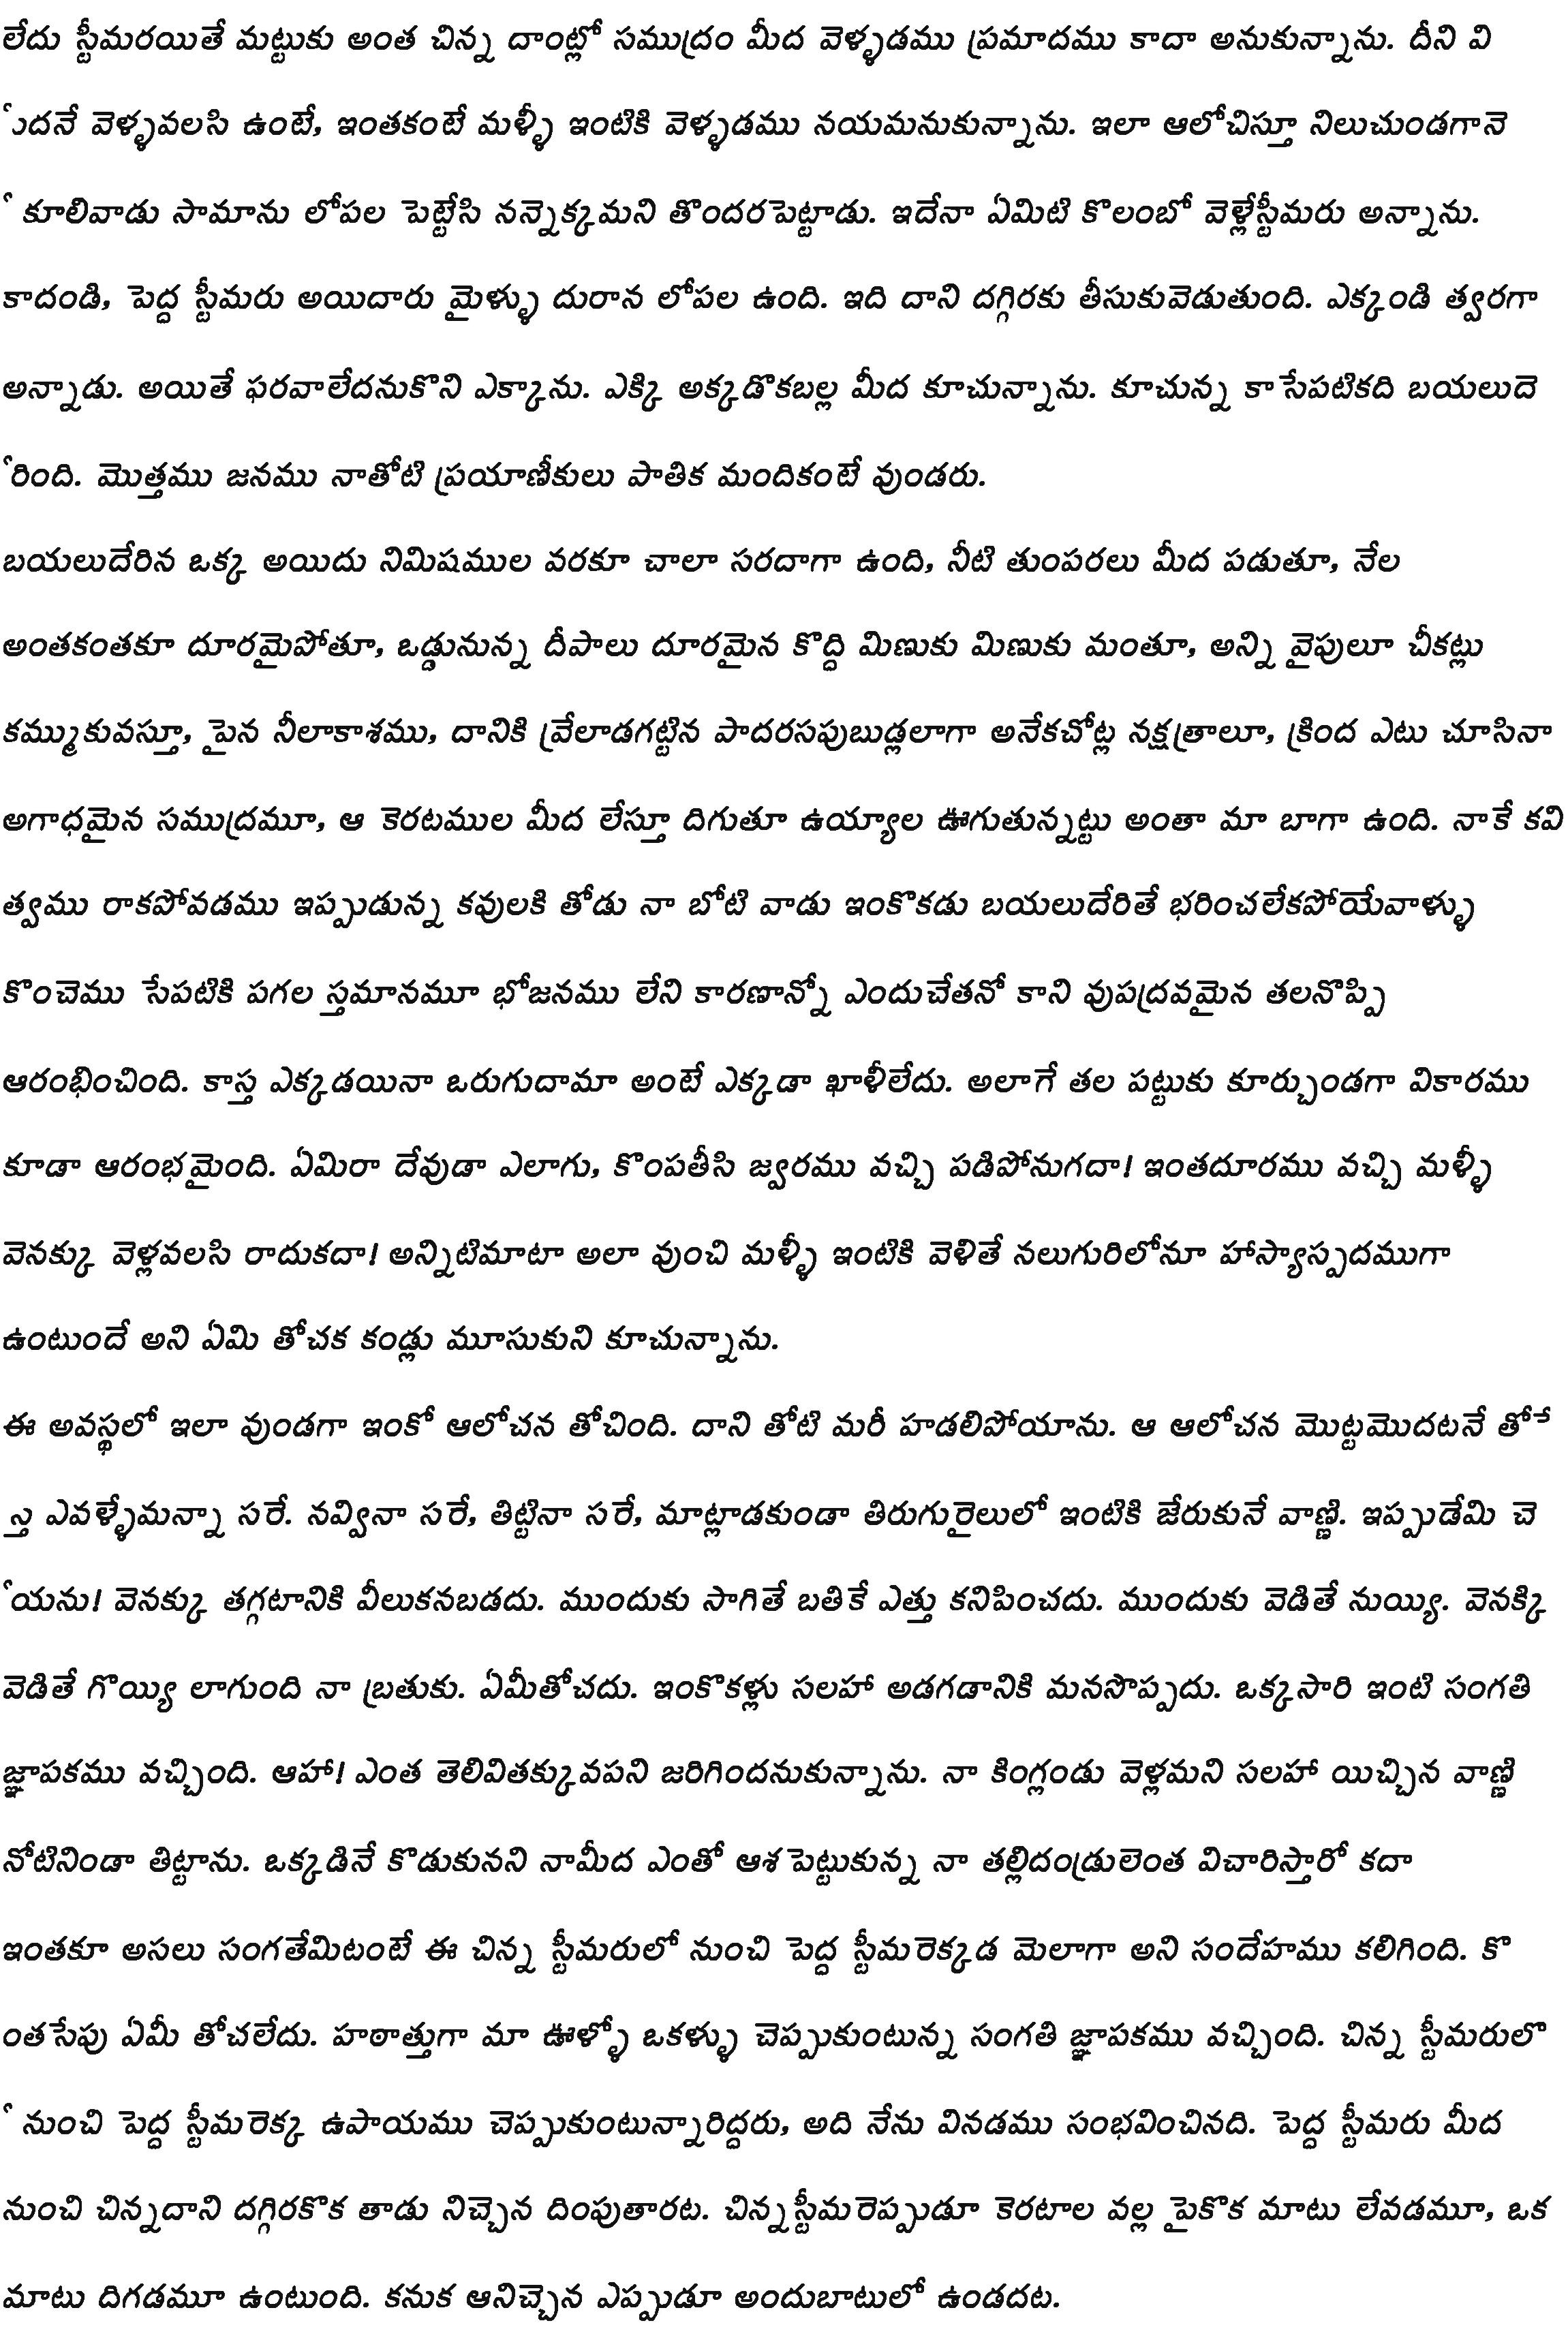 లేదు స్టీమరయితే మట్టుకు అంత చిన్న దాంట్లో సముద్రం మీద వెళ్ళడము ప్రమాదము కాదా అనుకున్నాను. దీని వి
ుదనే వెళ్ళవలసి ఉంటే, ఇంతకంటే మళ్ళీ ఇంటికి వెళ్ళడము నయమనుకున్నాను. ఇలా ఆలోచిస్తూ నిలుచుండగానె
ే కూలివాడు సామాను లోపల పెట్టేసి నన్నెక్కమని తొందరపెట్టాడు. ఇదేనా ఏమిటి కొలంబో వెళ్లేస్టీమరు అన్నాను.
కాదండి, పెద్ద స్టీమరు అయిదారు మైళ్ళు దురాన లోపల ఉంది. ఇది దాని దగ్గిరకు తీసుకువెడుతుంది. ఎక్కండి త్వరగా
అన్నాడు. అయితే ఫరవాలేదనుకొని ఎక్కాను. ఎక్కి అక్కడొకబల్ల మీద కూచున్నాను. కూచున్న కాసేపటికది బయలుదె
ేరింది. మొత్తము జనము నాతోటి ప్రయాణీకులు పాతిక మందికంటే వుండరు.
బయలుదేరిన ఒక్క అయిదు నిమిషముల వరకూ చాలా సరదాగా ఉంది, నీటి తుంపరలు మీద పడుతూ, నేల
అంతకంతకూ దూరమైపోతూ, ఒడ్డునున్న దీపాలు దూరమైన కొద్ది మిణుకు మిణుకు మంతూ, అన్ని వైపులూ చీకట్లు
కమ్ముకువస్తూ, పైన నీలాకాశము, దానికి వ్రేలాడగట్టిన పాదరసపుబుడ్లలాగా అనేకచోట్ల నక్షత్రాలూ, క్రింద ఎటు చూసినా
అగాధమైన సముద్రమూ, ఆ కెరటముల మీద లేస్తూ దిగుతూ ఉయ్యాల ఊగుతున్నట్టు అంతా మా బాగా ఉంది. నాకే కవి
త్వము రాకపోవడము ఇప్పుడున్న కవులకి తోడు నా బోటి వాడు ఇంకొకడు బయలుదేరితే భరించలేకపోయేవాళ్ళు
కొంచెము సేపటికి పగల స్తమానమూ భోజనము లేని కారణాన్నో ఎందుచేతనో కాని వుపద్రవమైన తలనొప్పి
ఆరంభించింది. కాస్త ఎక్కడయినా ఒరుగుదామా అంటే ఎక్కడా ఖాళీలేదు. అలాగే తల పట్టుకు కూర్చుండగా వికారము
కూడా ఆరంభమైంది. ఏమిరా దేవుడా ఎలాగు, కొంపతీసి జ్వరము వచ్చి పడిపోనుగదా! ఇంతదూరము వచ్చి మళ్ళీ
వెనక్కు వెళ్లవలసి రాదుకదా! అన్నిటిమాటా అలా వుంచి మళ్ళీ ఇంటికి వెళితే నలుగురిలోనూ హాస్యాస్పదముగా
ఉంటుందే అని ఏమి తోచక కండ్లు మూసుకుని కూచున్నాను.
ఈ అవస్థలో ఇలా వుండగా ఇంకో ఆలోచన తోచింది. దాని తోటి మరీ హడలిపోయాను. ఆ ఆలోచన మొట్టమొదటనే తోే
స్తే ఎవళ్ళేమన్నా సరే. నవ్వినా సరే, తిట్టినా సరే, మాట్లాడకుండా తిరుగురైలులో ఇంటికి జేరుకునే వాణ్ణి. ఇప్పుడేమి చె
ేయను! వెనక్కు తగ్గటానికి వీలుకనబడదు. ముందుకు సాగితే బతికే ఎత్తు కనిపించదు. ముందుకు వెడితే నుయ్యి. వెనక్కి
వెడితే గొయ్యి లాగుంది నా బ్రతుకు. ఏమీతోచదు. ఇంకొకళ్లు సలహా అడగడానికి మనసొప్పదు. ఒక్కసారి ఇంటి సంగతి
జ్ఞాపకము వచ్చింది. ఆహా! ఎంత తెలివితక్కువపని జరిగిందనుకున్నాను. నా కింగ్లండు వెళ్లమని సలహా యిచ్చిన వాణ్ణి
నోటినిండా తిట్టాను. ఒక్కడినే కొడుకునని నామీద ఎంతో ఆశపెట్టుకున్న నా తల్లిదండ్రులెంత విచారిస్తారో కదా
ఇంతకూ అసలు సంగతేమిటంటే ఈ చిన్న స్టీమరులో నుంచి పెద్ద స్టీమరెక్కడ మెలాగా అని సందేహము కలిగింది. కొ
ంతసేపు ఏమీ తోచలేదు. హఠాత్తుగా మా ఊళ్ళో ఒకళ్ళు చెప్పుకుంటున్న సంగతి జ్ఞాపకము వచ్చింది. చిన్న స్టీమరులొ
ే నుంచి పెద్ద స్టీమరెక్క ఉపాయము చెప్పుకుంటున్నారిద్దరు, అది నేను వినడము సంభవించినది. పెద్ద స్టీమరు మీద
నుంచి చిన్నదాని దగ్గిరకొక తాడు నిచ్చెన దింపుతారట. చిన్నస్టీమరెప్పుడూ కెరటాల వల్ల పైకొక మాటు లేవడమూ, ఒక
మాటు దిగడమూ ఉంటుంది. కనుక ఆనిచ్చెన ఎప్పుడూ అందుబాటులో ఉండదట.